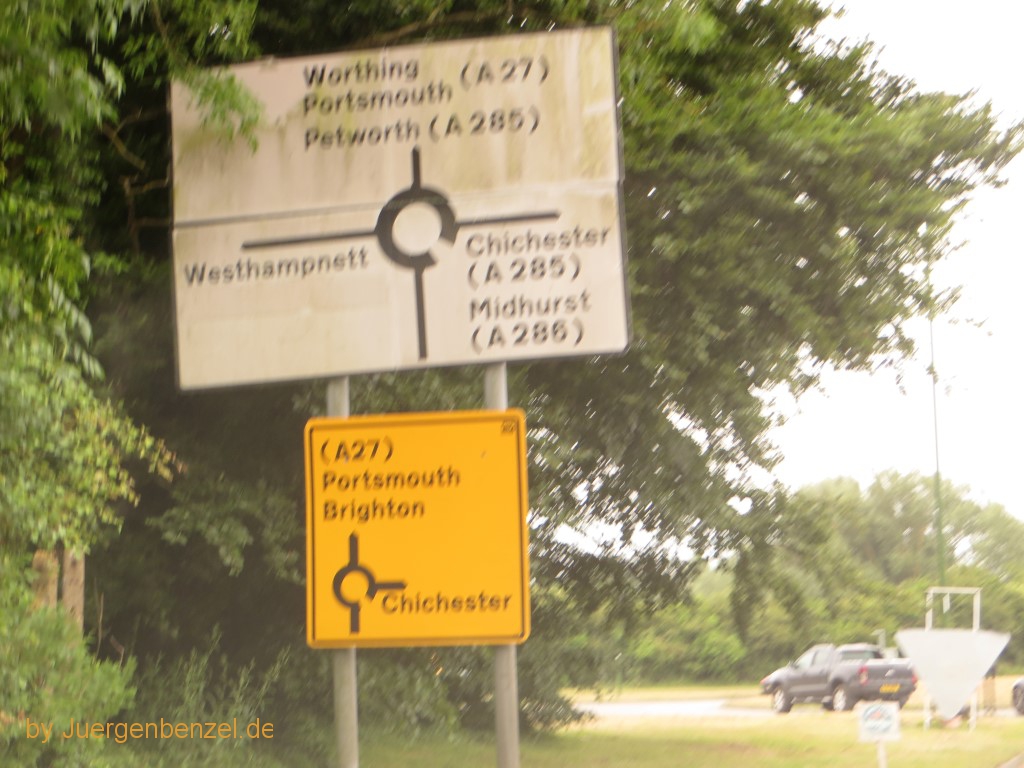 Worthing (A27)
Portsmouth
Petworth (A285)
Westhampnett
Chichester
(A285)
Midhurst
(A286)
(A27)
Portsmouth
Brighton
Chichester
by Juergenbenzel.de